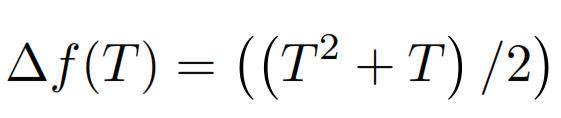 Δf(T) = ((T² + T) /2)